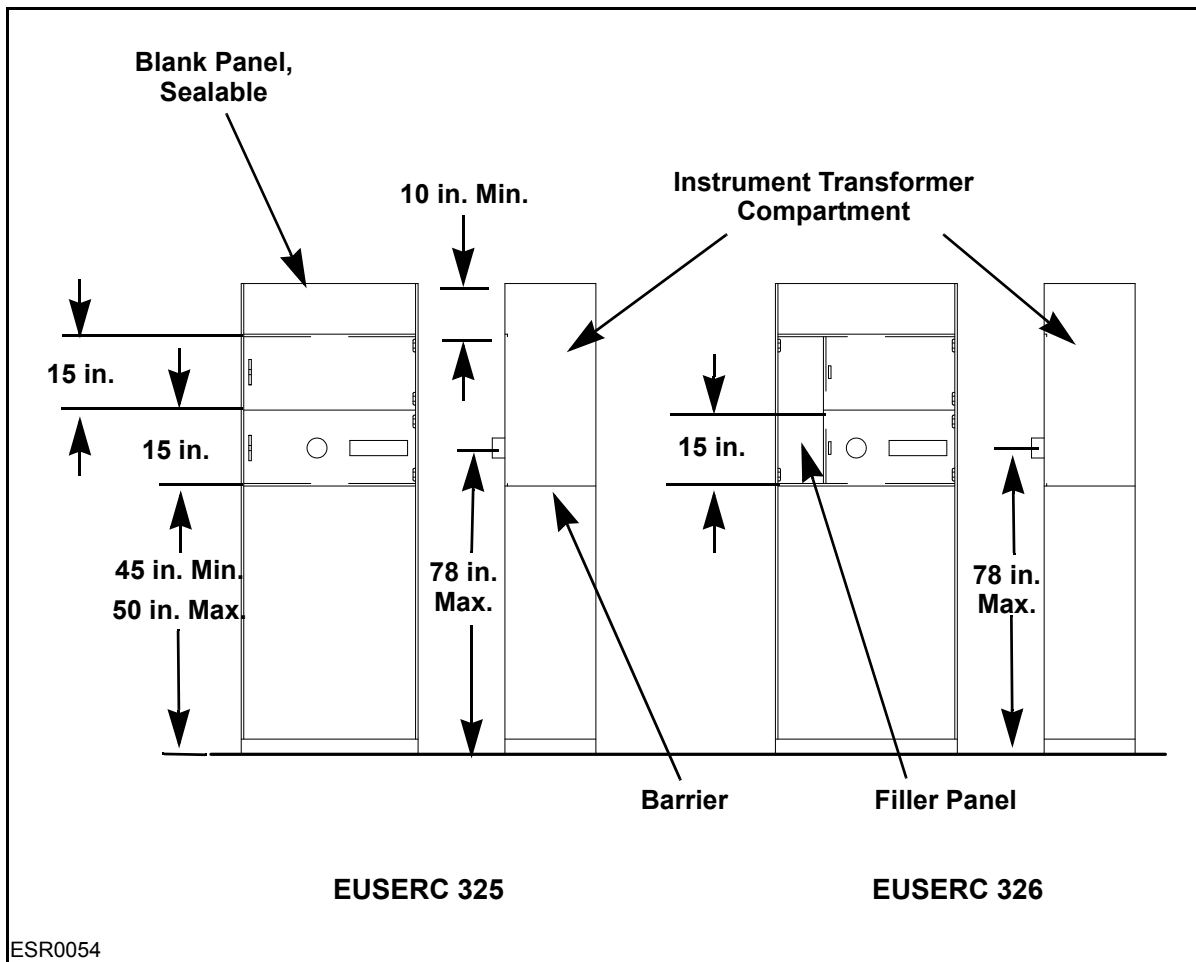 Blank Panel,
Sealable
10 in. Min.
Instrument Transformer
Compartment
15 in.
15 in.
15 in.
45 in. Min.
50 in. Max.
78 in.
Max.
78 in.
Max.
Barrier
Filler Panel
EUSERC 325
EUSERC 326
ESR0054